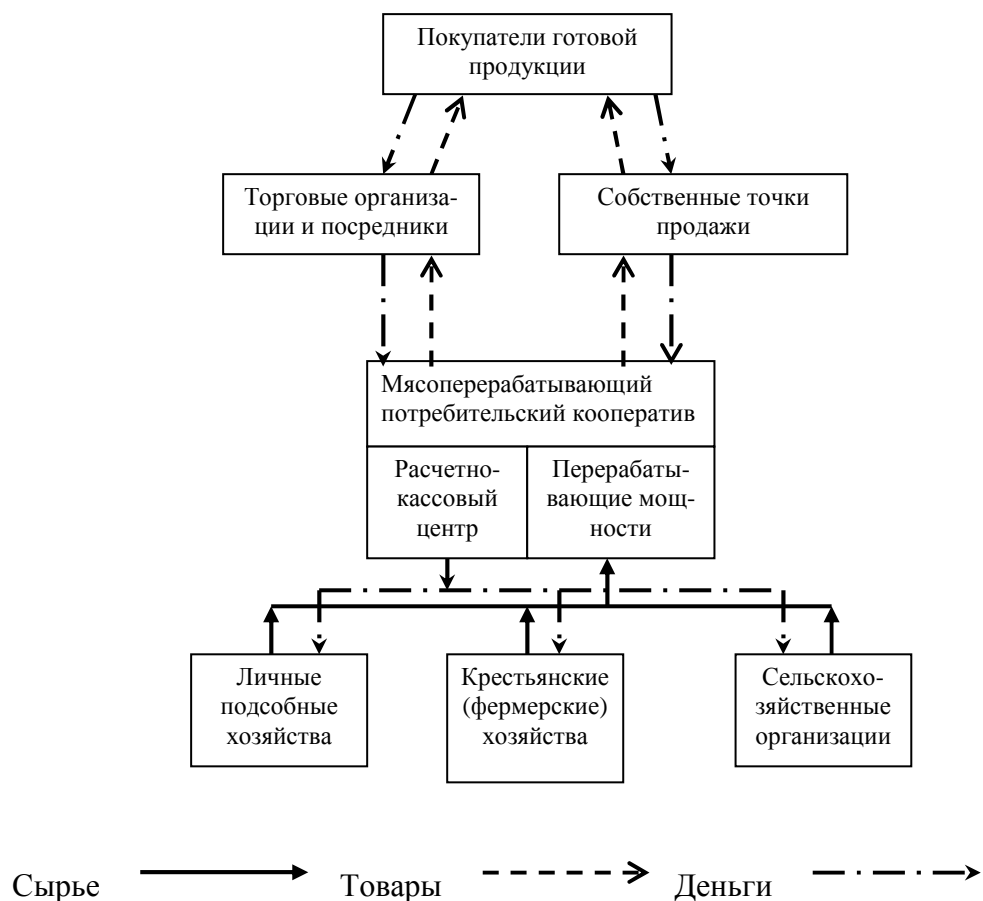 Покупатели готовой
продукции
Торговые организа-
ции и посредники
Собственные точки
продажи
Мясоперерабатывающий
потребительский кооператив
Расчетно-
кассовый
центр
Перерабаты-
вающие мощ-
ности
Личные
подсобные
хозяйства
Крестьянские
(фермерские)
хозяйства
Сельскохо-
зяйственные
организации
Сырье
Товары
Деньги